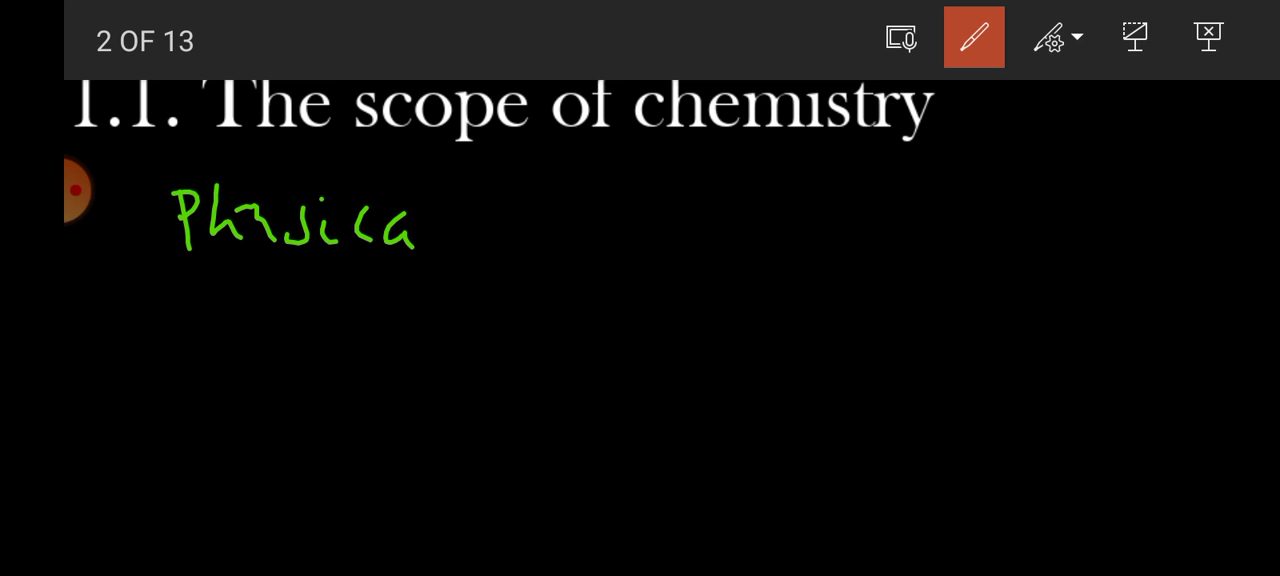 2 OF 13
1.1. The scope of chemistry
Physica